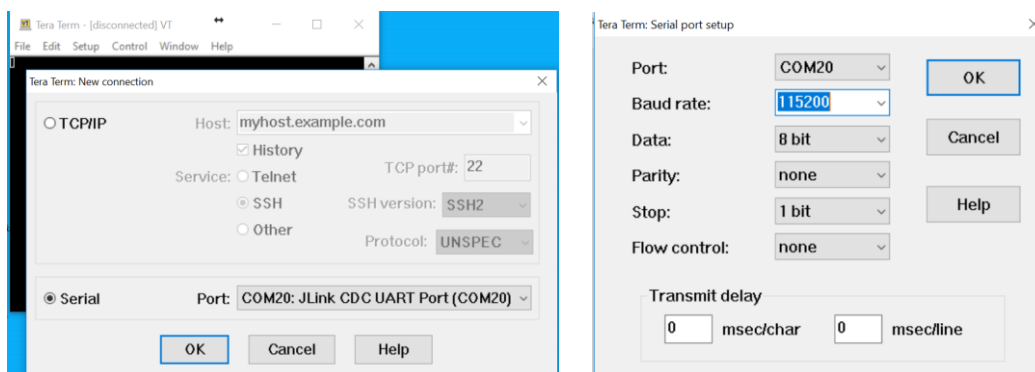 Tera Term - [disconnected] VT
File Edit Setup Control Window Help
Tera Term: New connection
TCP/IP
Host: myhost.example.com
History
Service: Telnet
TCP port#: 22
SSH
SSH version: SSH2
Other
Protocol: UNSPEC
Serial
Port: COM20: JLink CDC UART Port (COM20)
OK Cancel Help
Tera Term: Serial port setup
Port: COM20
OK
Baud rate: 115200
Data: 8 bit
Cancel
Parity: none
Stop: 1 bit
Help
Flow control: none
Transmit delay
0 msec/char 0 msec/line